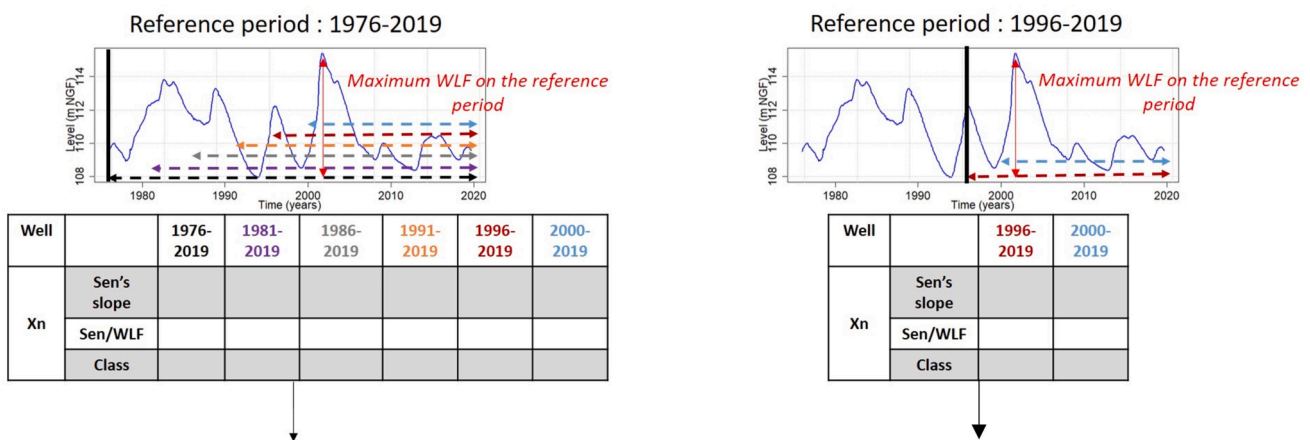 Reference period : 1976-2019
Reference period : 1996-2019
Maximum WLF on the reference
period
Level (m NGF)
108 110 112 114
1980 1990 2000 2010 2020
Time (years)
Maximum WLF on the reference
period
Level (m NGF)
108 110 112 114
1980 1990 2000 2010 2020
Time (years)
Well 1976-2019 1981-2019 1986-2019 1991-2019 1996-2019 2000-2019
Xn
Sen's slope
Sen/WLF
Class
Well 1996-2019 2000-2019
Xn
Sen's slope
Sen/WLF
Class